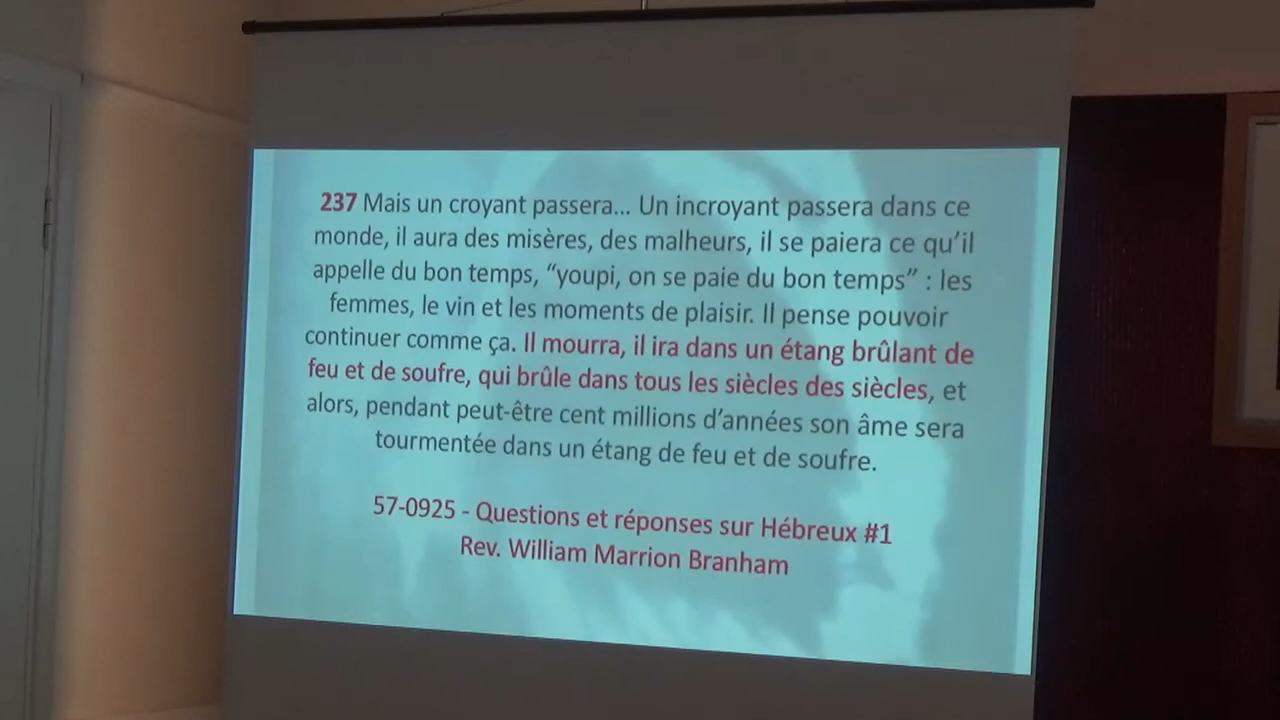 237 Mais un croyant passera... Un incroyant passera dans ce
monde, il aura des misères, des malheurs, il se paiera ce qu'il
appelle du bon temps, “youpi, on se paie du bon temps” : les
femmes, le vin et les moments de plaisir. Il pense pouvoir
continuer comme ça. Il mourra, il ira dans un étang brûlant de
feu et de soufre, qui brûle dans tous les siècles des siècles, et
alors, pendant peut-être cent millions d'années son âme sera
tourmentée dans un étang de feu et de soufre.
57-0925 - Questions et réponses sur Hébreux #1
Rev. William Marrion Branham